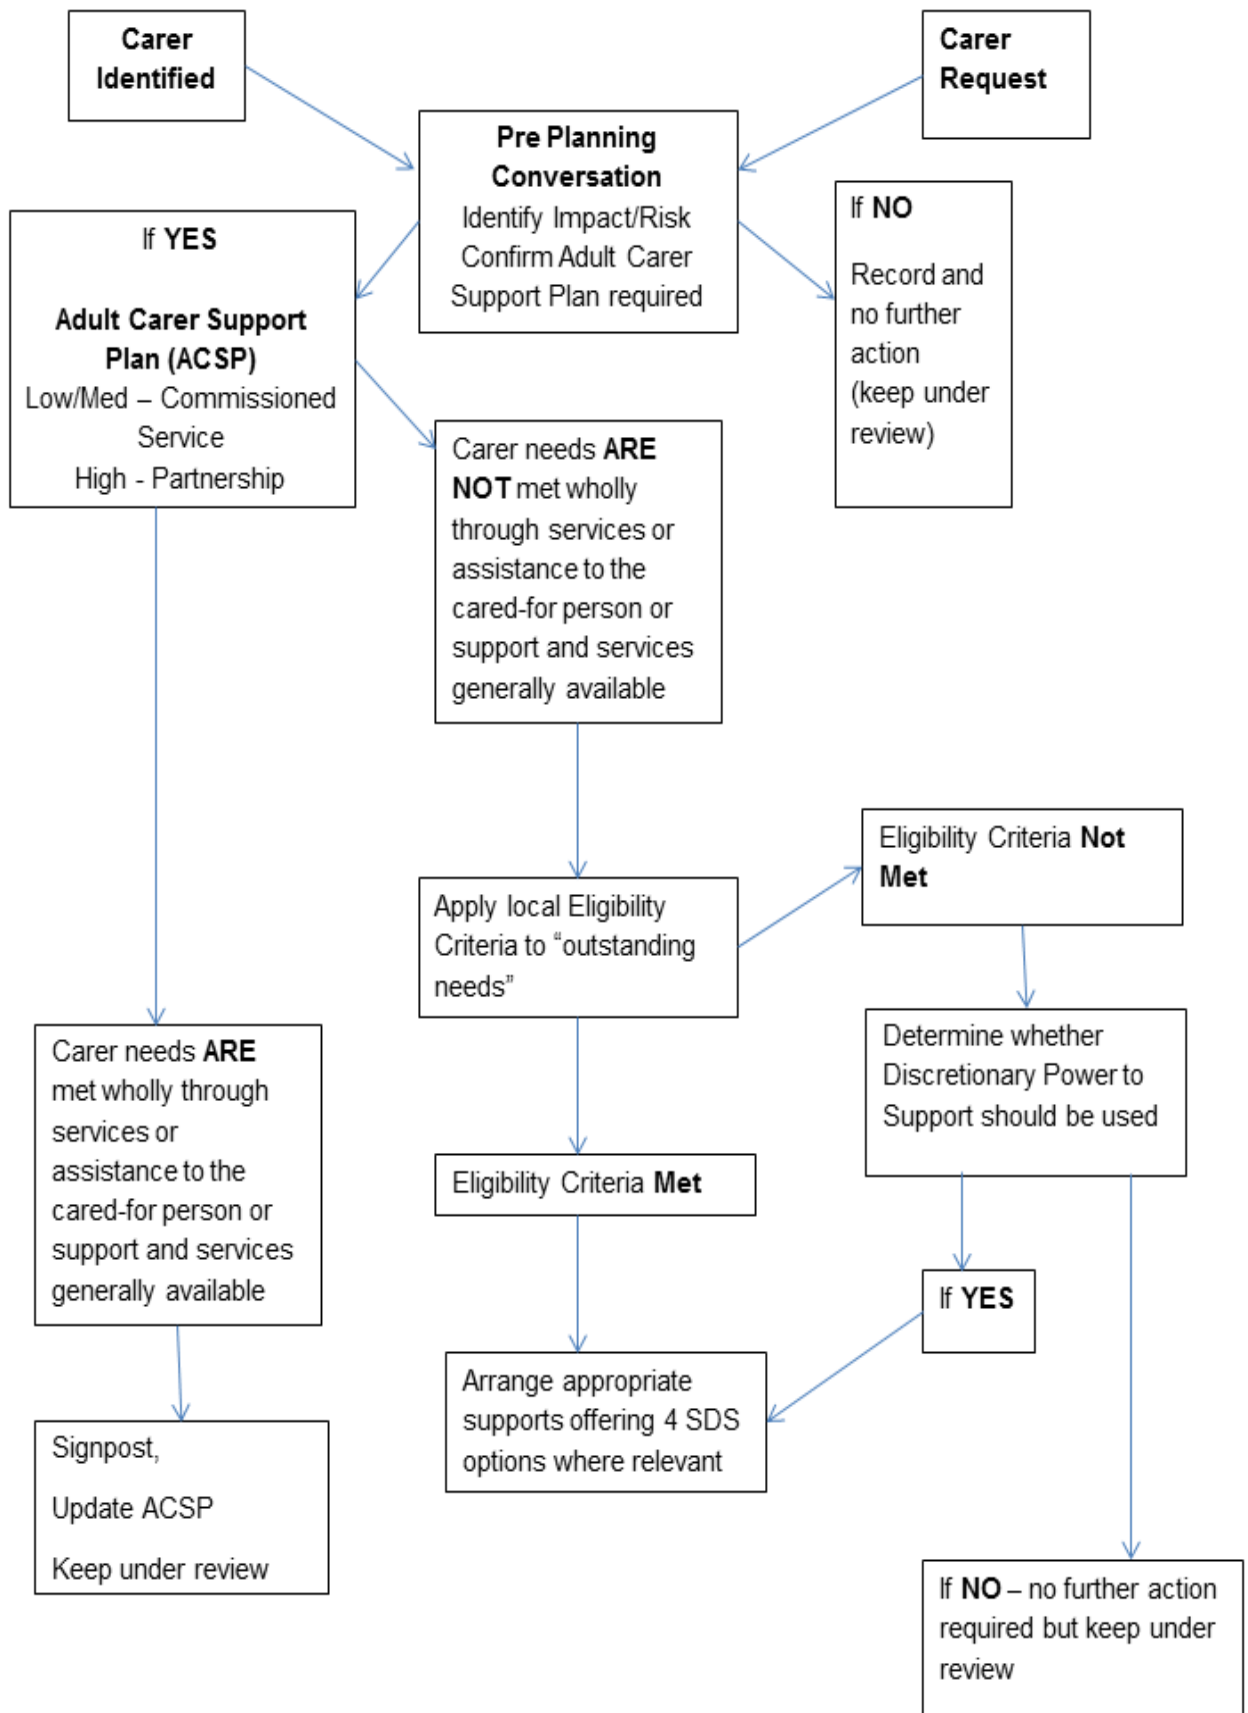 Carer
Identified
Carer
Request
Pre Planning
Conversation
Identify Impact/Risk
Confirm Adult Carer
Support Plan required
If YES
Adult Carer Support
Plan (ACSP)
Low/Med – Commissioned
Service
High - Partnership
If NO
Record and
no further
action
(keep under
review)
Carer needs ARE
NOT met wholly
through services or
assistance to the
cared-for person or
support and services
generally available
Apply local Eligibility
Criteria to “outstanding
needs”
Eligibility Criteria Not
Met
Determine whether
Discretionary Power to
Support should be used
Carer needs ARE
met wholly through
services or
assistance to the
cared-for person or
support and services
generally available
Eligibility Criteria Met
If YES
Arrange appropriate
supports offering 4 SDS
options where relevant
Signpost,
Update ACSP
Keep under review
If NO – no further action
required but keep under
review